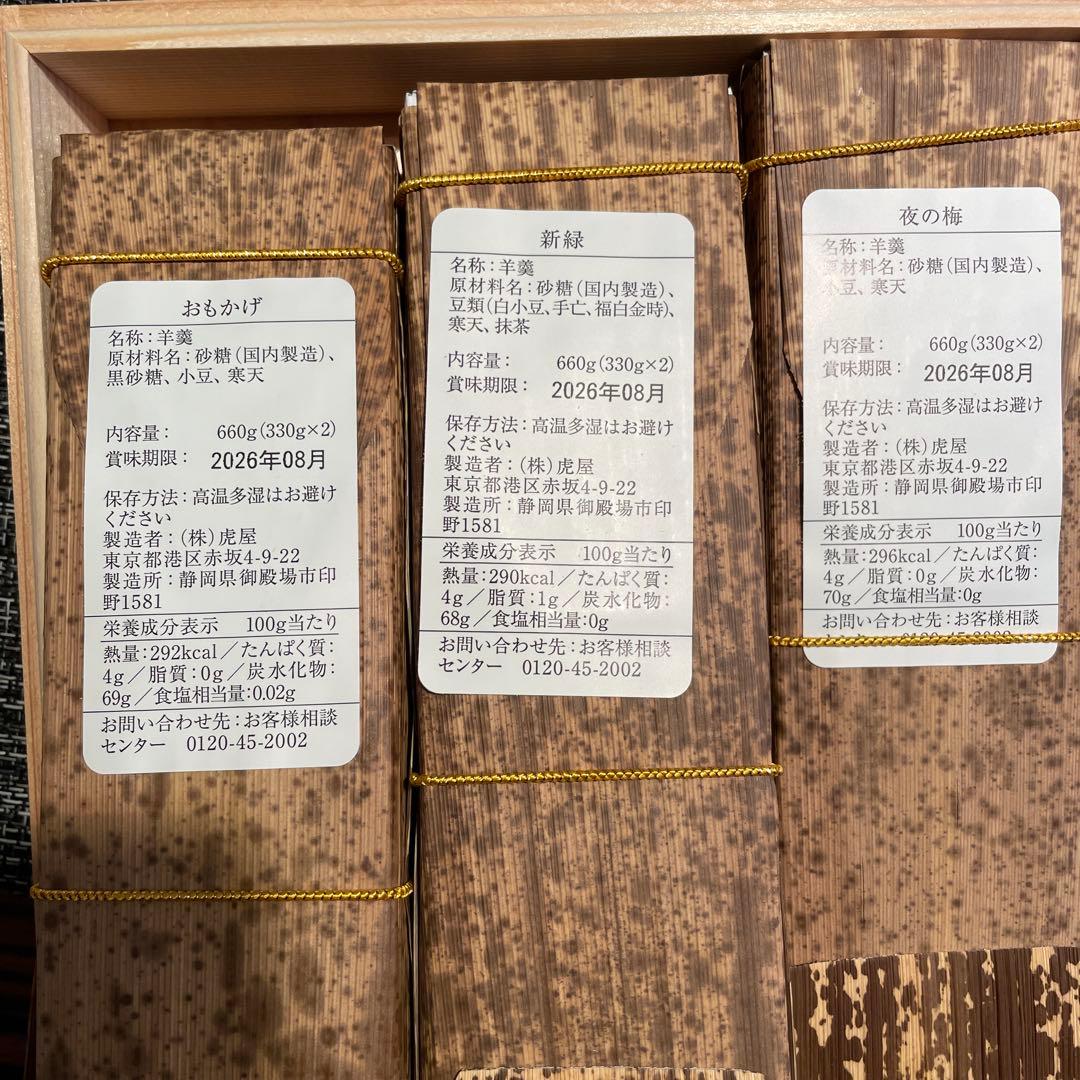 おもかげ
名称：羊羹
原材料名：砂糖（国内製造）、
黒砂糖、小豆、寒天
内容量： 660g（330g×2）
賞味期限： 2026年08月
保存方法：高温多湿はお避け
ください
製造者：（株）虎屋
東京都港区赤坂4-9-22
製造所：静岡県御殿場市印
野1581
栄養成分表示 100g当たり
熱量：292kcal／たんぱく質：
4g／脂質：0g／炭水化物：
69g／食塩相当量：0.02g
お問い合わせ先：お客様相談
センター 0120-45-2002
新緑
名称：羊羹
原材料名：砂糖（国内製造）、
豆類（白小豆、手亡、福白金時）、
寒天、抹茶
内容量： 660g（330g×2）
賞味期限： 2026年08月
保存方法：高温多湿はお避け
ください
製造者：（株）虎屋
東京都港区赤坂4-9-22
製造所：静岡県御殿場市印
野1581
栄養成分表示 100g当たり
熱量：290kcal／たんぱく質：
4g／脂質：1g／炭水化物：
68g／食塩相当量：0g
お問い合わせ先：お客様相談
センター 0120-45-2002
夜の梅
名称：羊羹
原材料名：砂糖（国内製造）、
小豆、寒天
内容量： 660g（330g×2）
賞味期限： 2026年08月
保存方法：高温多湿はお避け
ください
製造者：（株）虎屋
東京都港区赤坂4-9-22
製造所：静岡県御殿場市印
野1581
栄養成分表示 100g当たり
熱量：296kcal／たんぱく質：
4g／脂質：0g／炭水化物：
70g／食塩相当量：0g
お問い合わせ先：お客様相談